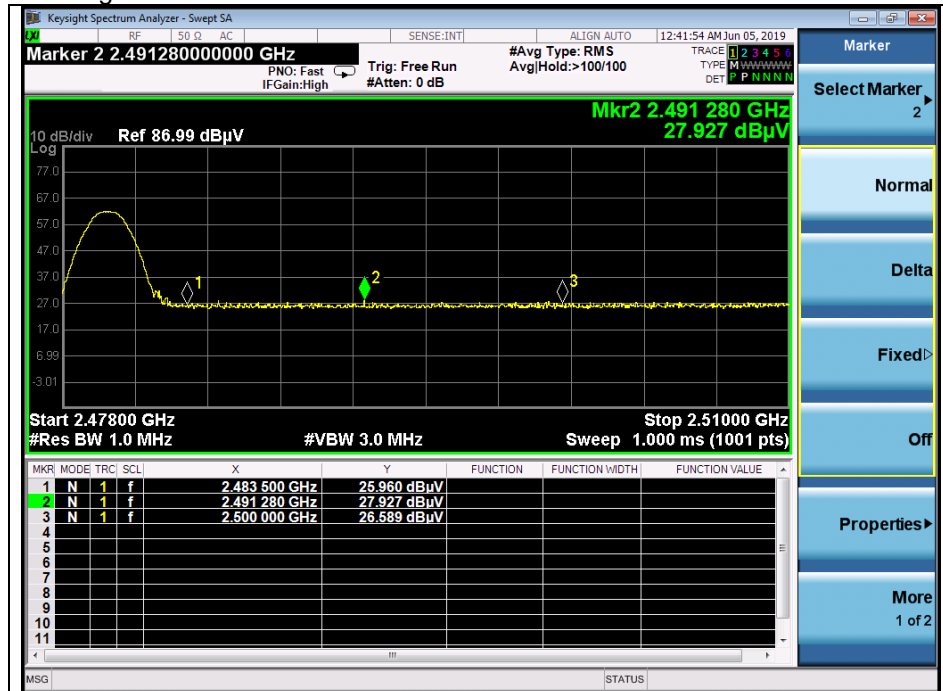 Keysight Spectrum Analyzer - Swept SA
LXI RF 50 Ω AC SENSE:INT ALIGN AUTO 12:41:54 AM Jun 05, 2019
Marker 2 2.491280000000 GHz
PNO: Fast
IFGain:High
Trig: Free Run
#Atten: 0 dB
#Avg Type: RMS
Avg|Hold:>100/100
TRACE 1 2 3 4 5 6
TYPE M WWWWW
DET P P N N N N
Mkr2 2.491 280 GHz
27.927 dBµV
10 dB/div Ref 86.99 dBµV
Log
77.0
67.0
57.0
47.0
37.0
27.0
17.0
6.99
-3.01
1
2
3
Start 2.47800 GHz Stop 2.51000 GHz
#Res BW 1.0 MHz #VBW 3.0 MHz Sweep 1.000 ms (1001 pts)
MKR MODE TRC SCL X Y FUNCTION FUNCTION WIDTH FUNCTION VALUE
1 N 1 f 2.483 500 GHz 25.960 dBµV
2 N 1 f 2.491 280 GHz 27.927 dBµV
3 N 1 f 2.500 000 GHz 26.589 dBµV
4
5
6
7
8
9
10
11
MSG STATUS
Marker
Select Marker
2
Normal
Delta
Fixed
Off
Properties
More
1 of 2